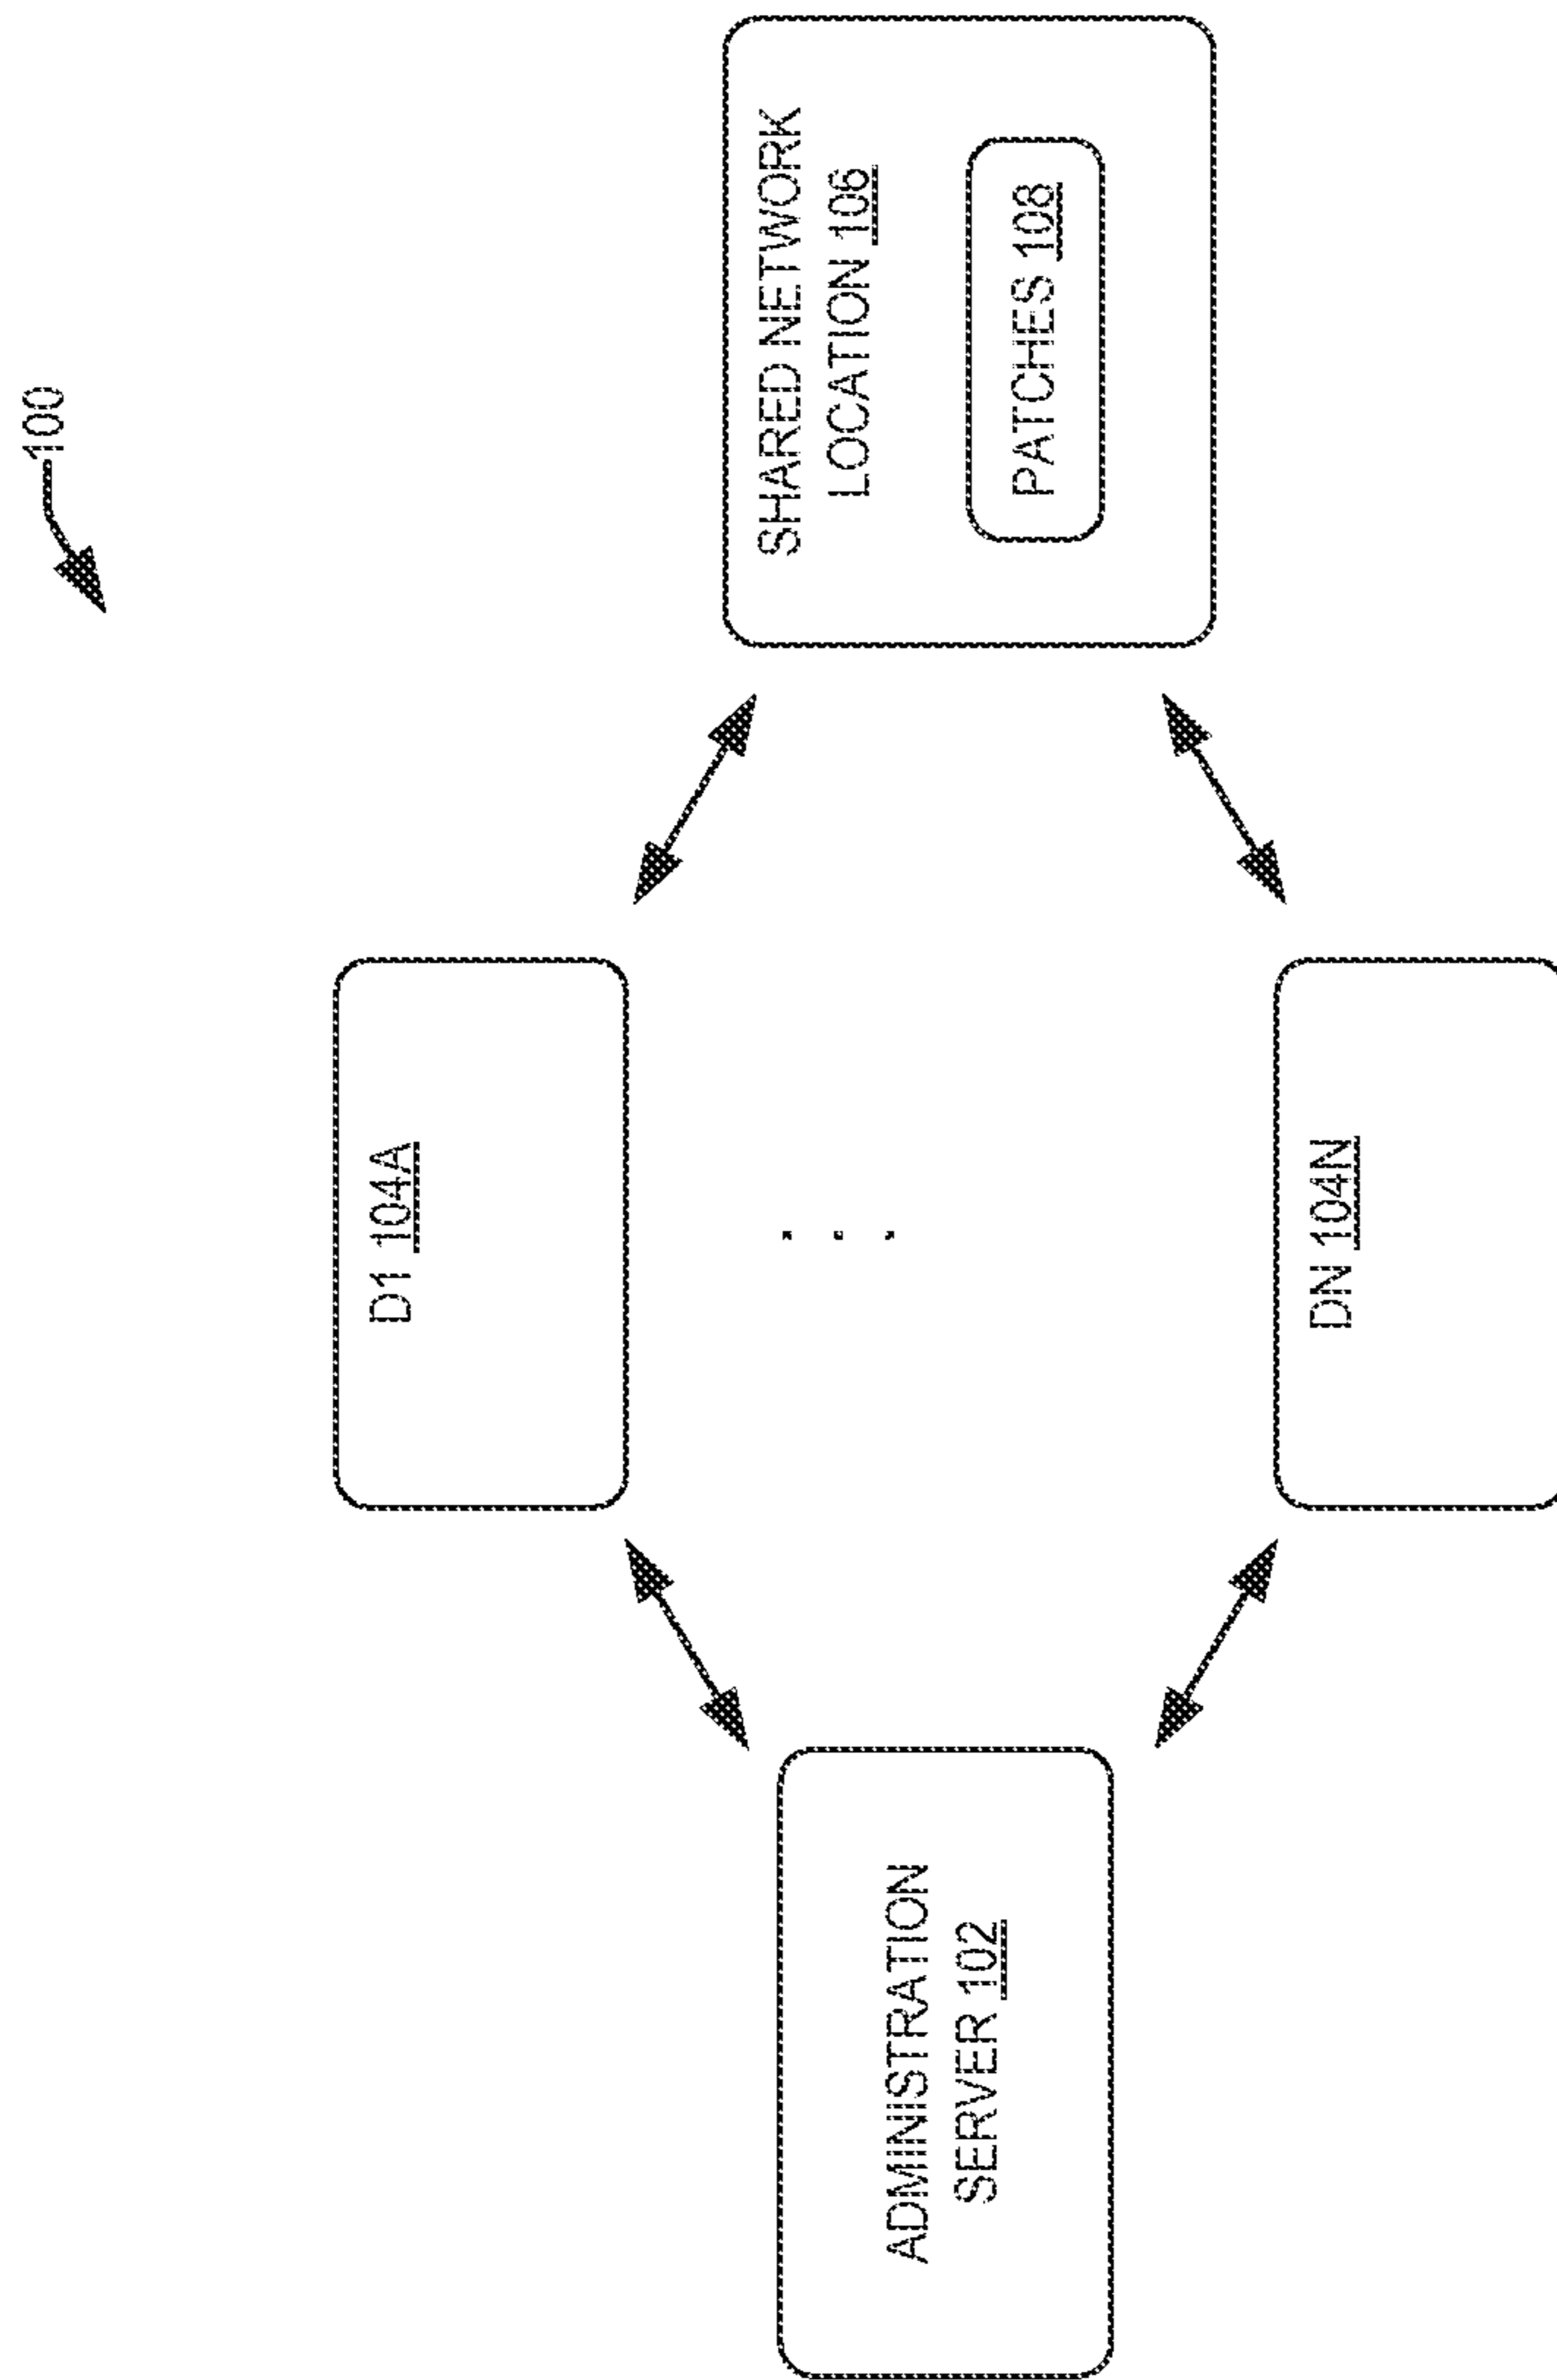 100
ADMINISTRATION
SERVER 102
D1 104A
. . .
DN 104N
SHARED NETWORK
LOCATION 106
PATCHES 108